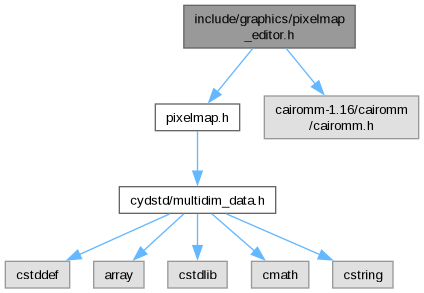 include/graphics/pixelmap
_editor.h
pixelmap.h
cairomm-1.16/cairomm
/cairomm.h
cydstd/multidim_data.h
cstddef
array
cstdlib
cmath
cstring